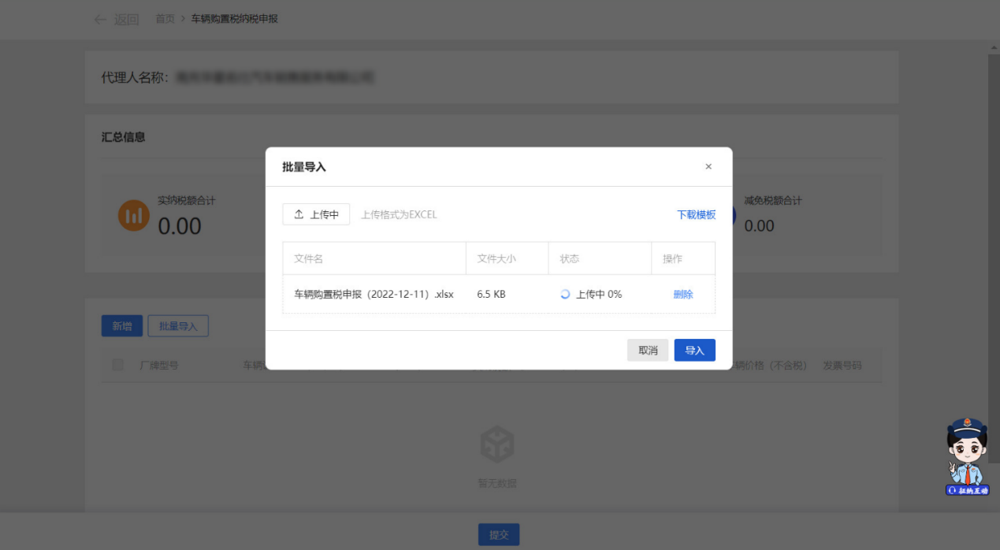 返回 首页 > 车辆购置税纳税申报
代理人名称：
汇总信息
实纳税额合计
0.00
减免税额合计
0.00
批量导入
上传中 上传格式为EXCEL 下载模板
文件名 文件大小 状态 操作
车辆购置税申报（2022-12-11）.xlsx 6.5 KB 上传中 0% 删除
取消 导入
新增 批量导入
厂牌型号 车辆 辆价格（不含税） 发票号码
暂无数据
征纳互动
提交